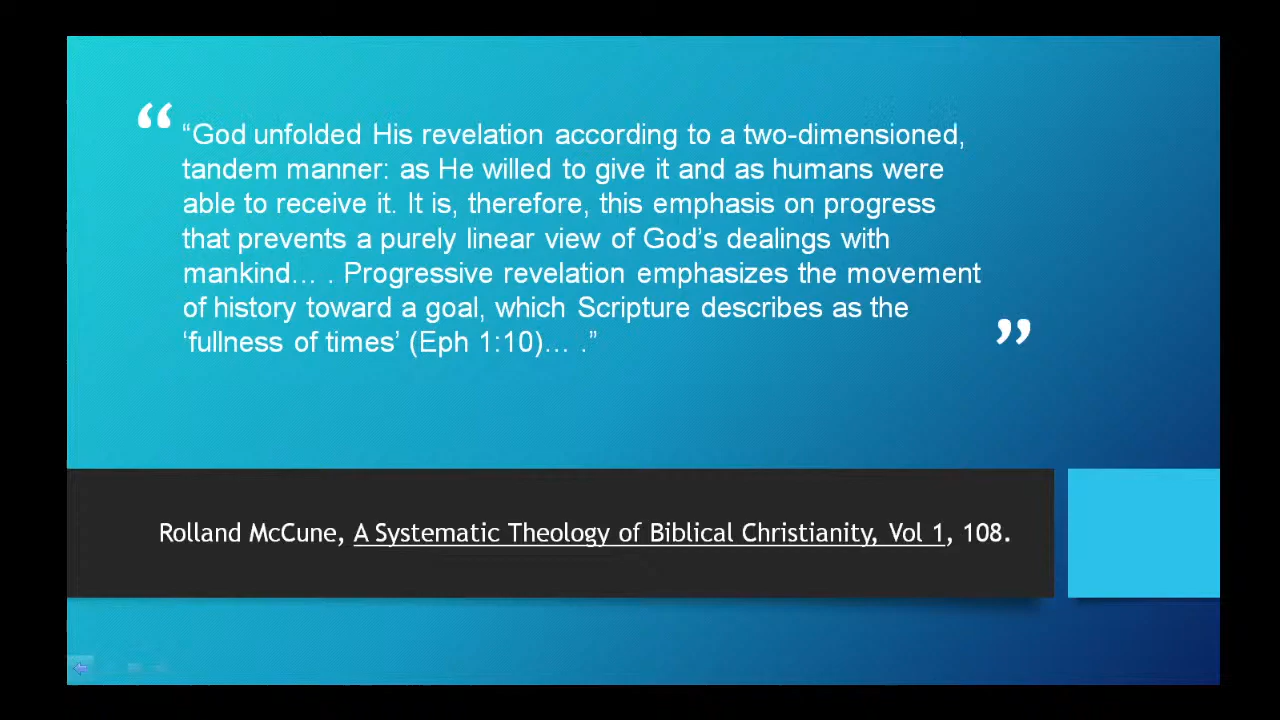 “God unfolded His revelation according to a two-dimensioned,
tandem manner: as He willed to give it and as humans were
able to receive it. It is, therefore, this emphasis on progress
that prevents a purely linear view of God’s dealings with
mankind… . Progressive revelation emphasizes the movement
of history toward a goal, which Scripture describes as the
‘fullness of times’ (Eph 1:10)… .”
Rolland McCune, A Systematic Theology of Biblical Christianity, Vol 1, 108.